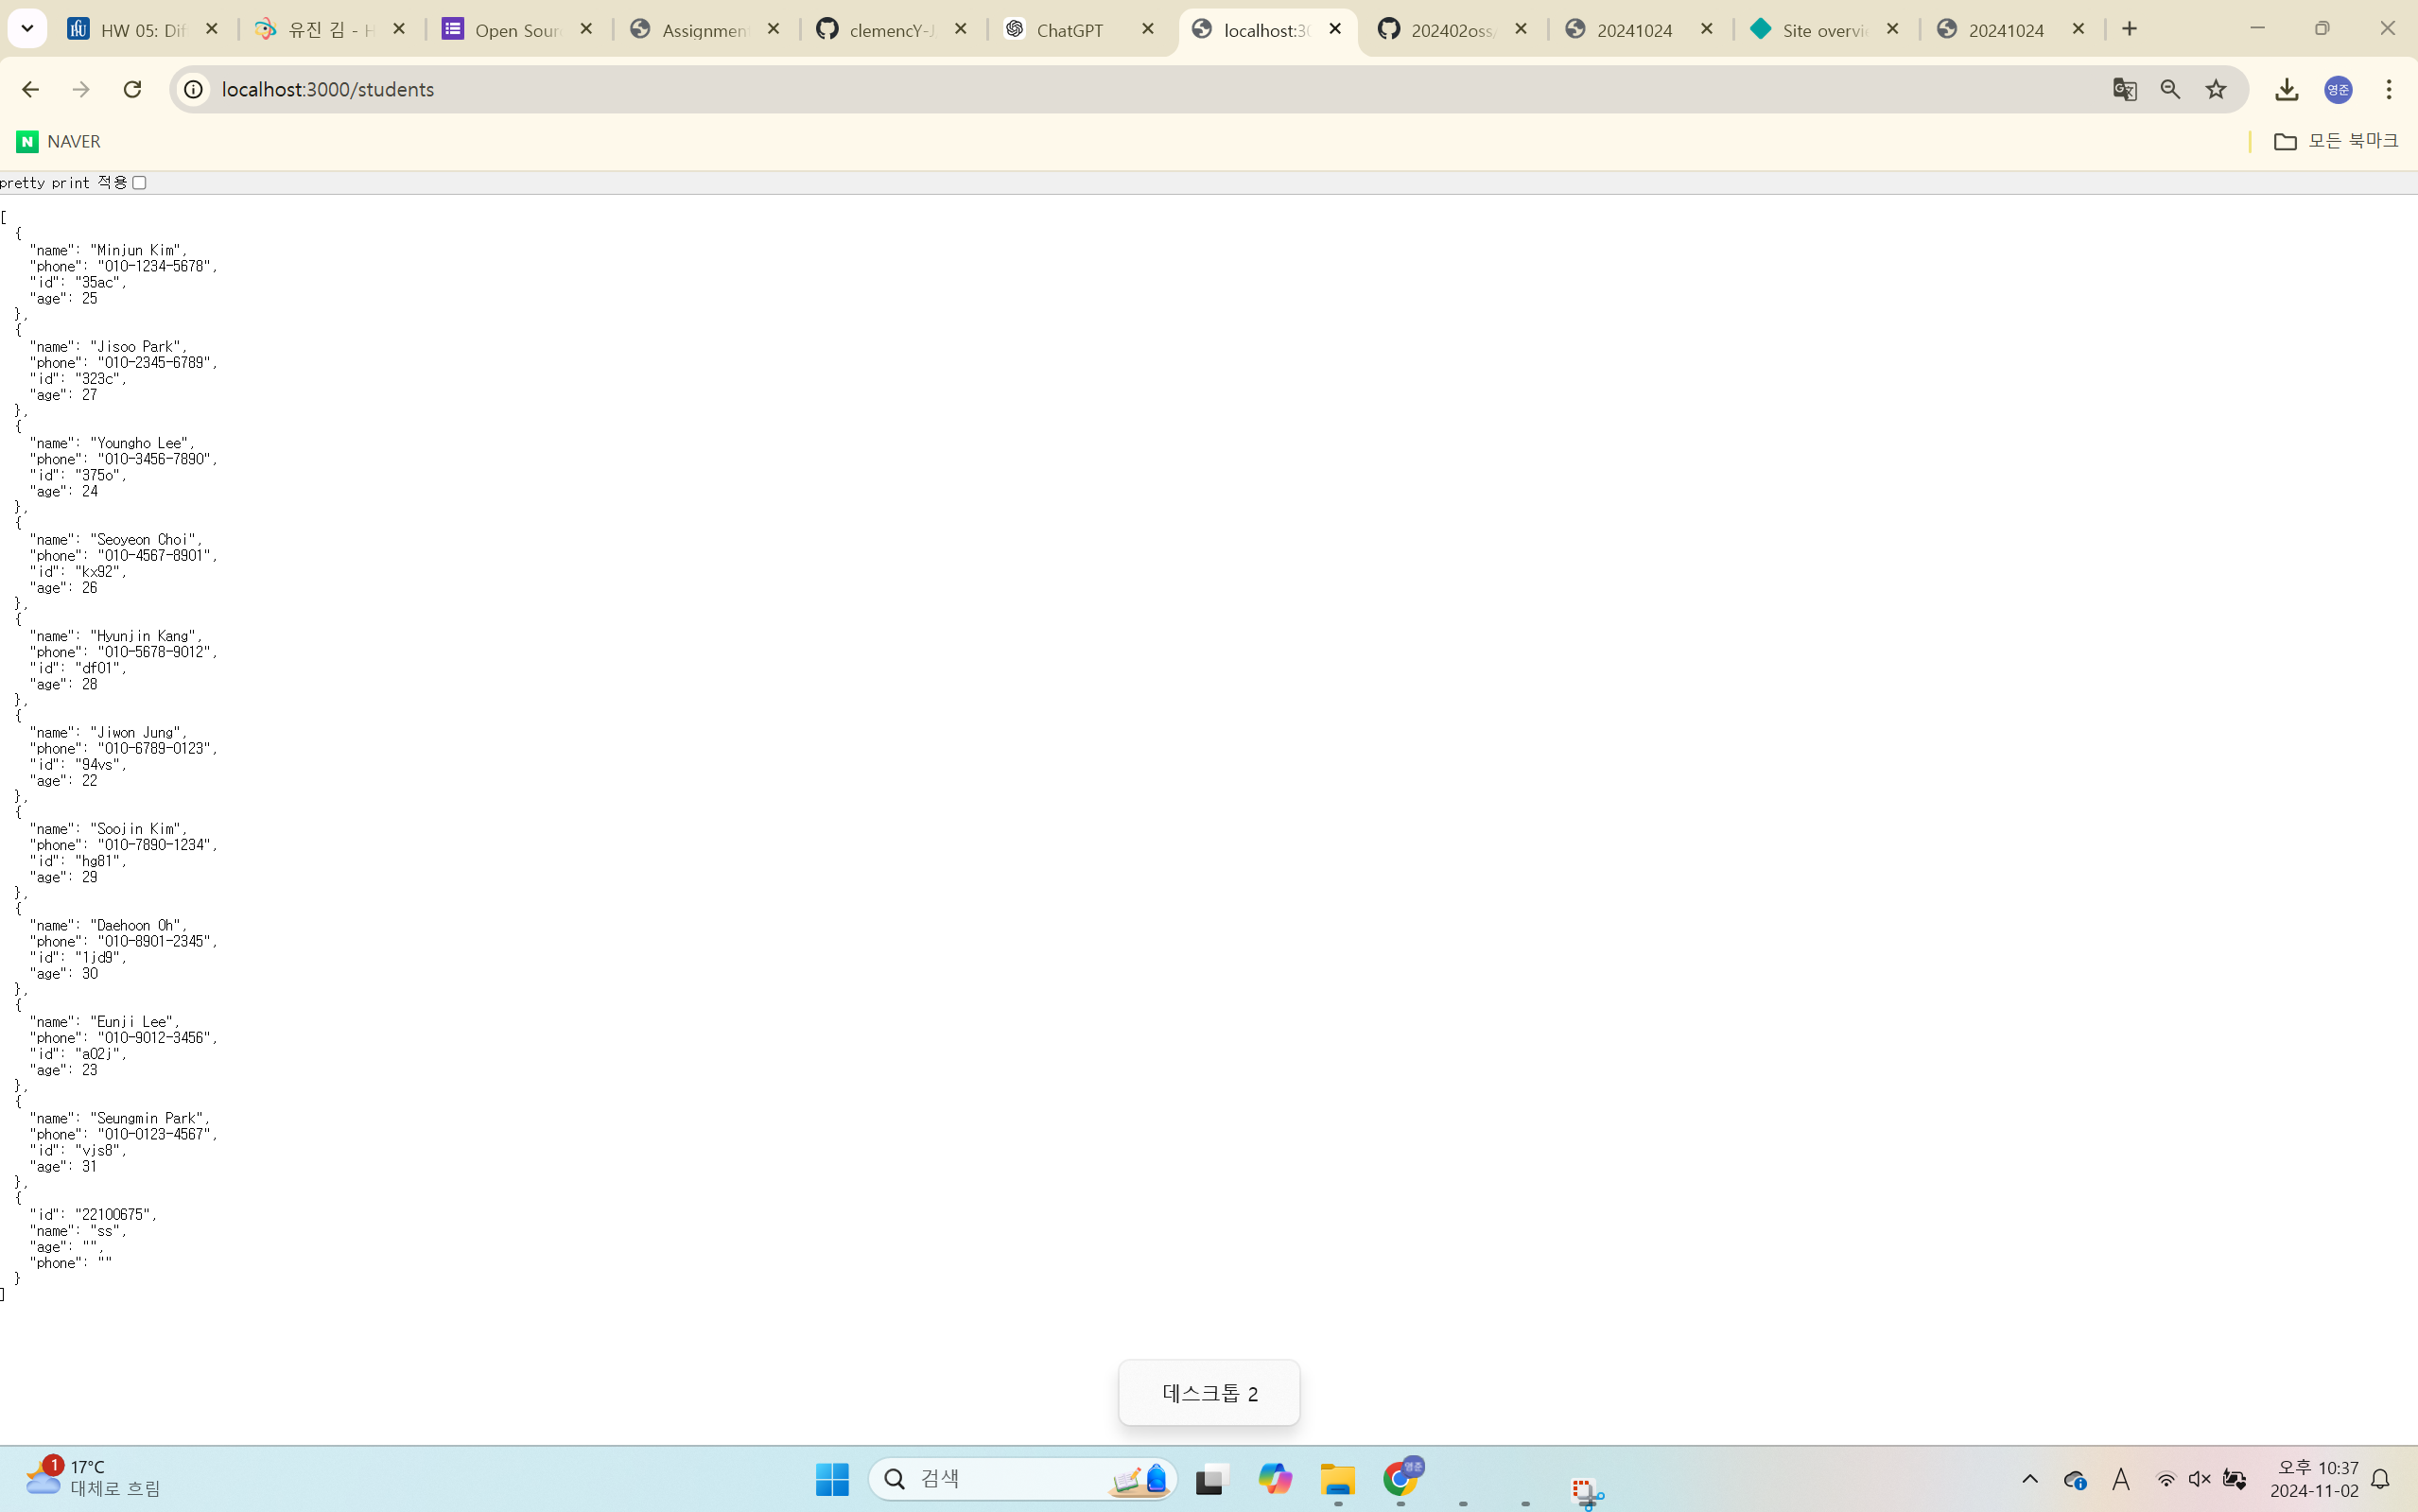 HW 05: Dif
유진 김 - H
Open Sour
Assignmen
clemencY-J
ChatGPT
localhost:30
202402oss/
20241024
Site overvie
20241024
localhost:3000/students
영준
NAVER
모든 북마크
pretty print 적용
[
{
"name": "Minjun Kim",
"phone": "010-1234-5678",
"id": "35ac",
"age": 25
},
{
"name": "Jisoo Park",
"phone": "010-2345-6789",
"id": "323c",
"age": 27
},
{
"name": "Youngho Lee",
"phone": "010-3456-7890",
"id": "375o",
"age": 24
},
{
"name": "Seoyeon Choi",
"phone": "010-4567-8901",
"id": "kx92",
"age": 26
},
{
"name": "Hyunjin Kang",
"phone": "010-5678-9012",
"id": "df01",
"age": 28
},
{
"name": "Jiwon Jung",
"phone": "010-6789-0123",
"id": "94vs",
"age": 22
},
{
"name": "Soojin Kim",
"phone": "010-7890-1234",
"id": "hg81",
"age": 29
},
{
"name": "Daehoon Oh",
"phone": "010-8901-2345",
"id": "1jd9",
"age": 30
},
{
"name": "Eunji Lee",
"phone": "010-9012-3456",
"id": "a02j",
"age": 23
},
{
"name": "Seungmin Park",
"phone": "010-0123-4567",
"id": "vjs8",
"age": 31
},
{
"id": "22100675",
"name": "ss",
"age": "",
"phone": ""
}
]
데스크톱 2
1
17°C
대체로 흐림
검색
영준
A
오후 10:37
2024-11-02